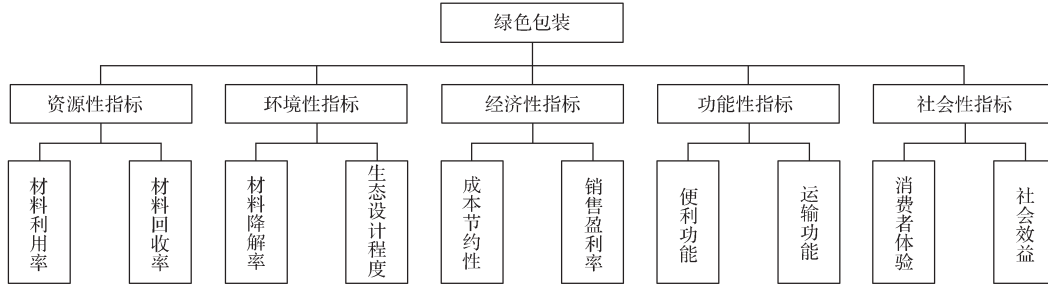 绿色包装
资源性指标
环境性指标
经济性指标
功能性指标
社会性指标
材料利用率
材料回收率
材料降解率
生态设计程度
成本节约性
销售盈利率
便利功能
运输功能
消费者体验
社会效益